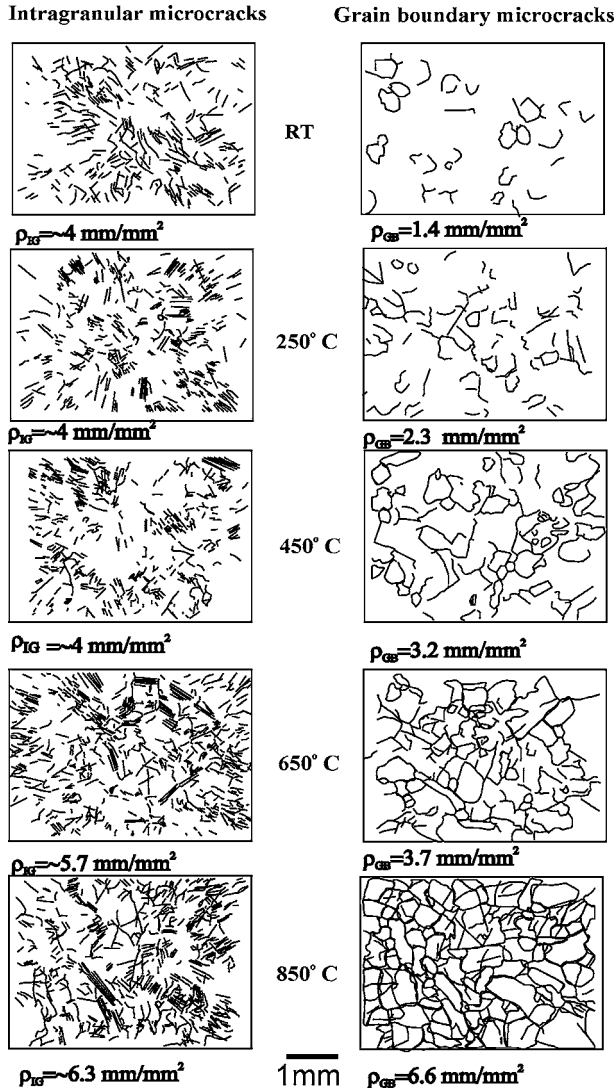 Intragranular microcracks
Grain boundary microcracks
RT
ρIG=~4 mm/mm²
ρGB=1.4 mm/mm²
250° C
ρIG=~4 mm/mm²
ρGB=2.3 mm/mm²
450° C
ρIG =~4 mm/mm²
ρGB=3.2 mm/mm²
650° C
ρIG=~5.7 mm/mm²
ρGB=3.7 mm/mm²
850° C
ρIG=~6.3 mm/mm²
1mm
ρGB=6.6 mm/mm²